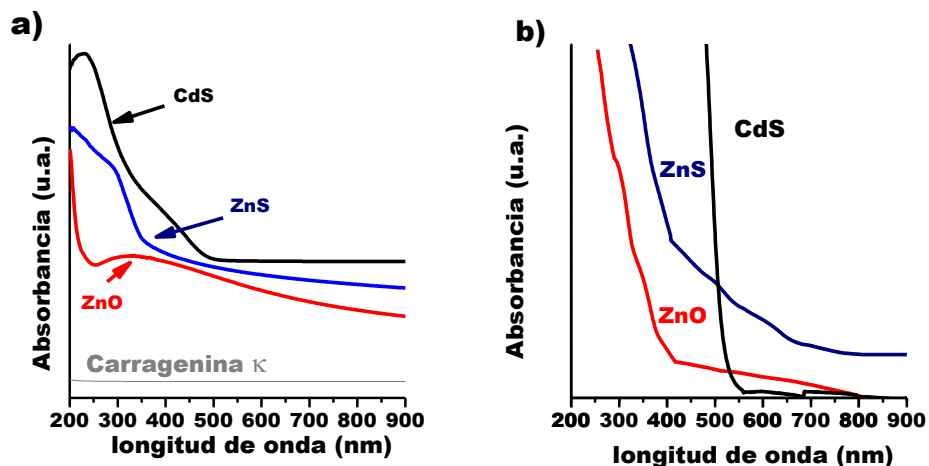 a)
Absorbancia (u.a.)
CdS
ZnS
ZnO
Carragenina κ
200 300 400 500 600 700 800 900
longitud de onda (nm)
b)
Absorbancia (u.a.)
CdS
ZnS
ZnO
200 300 400 500 600 700 800 900
longitud de onda (nm)